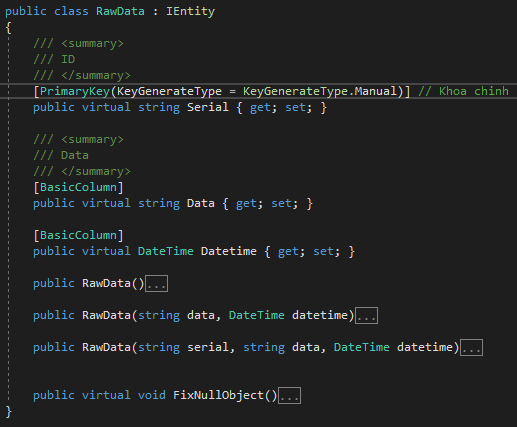 public class RawData : IEntity
{
/// <summary>
/// ID
/// </summary>
[PrimaryKey(KeyGenerateType = KeyGenerateType.Manual)] // Khoa chinh
public virtual string Serial { get; set; }
/// <summary>
/// Data
/// </summary>
[BasicColumn]
public virtual string Data { get; set; }
[BasicColumn]
public virtual DateTime Datetime { get; set; }
public RawData()...
public RawData(string data, DateTime datetime)...
public RawData(string serial, string data, DateTime datetime)...
public virtual void FixNullObject()...
}